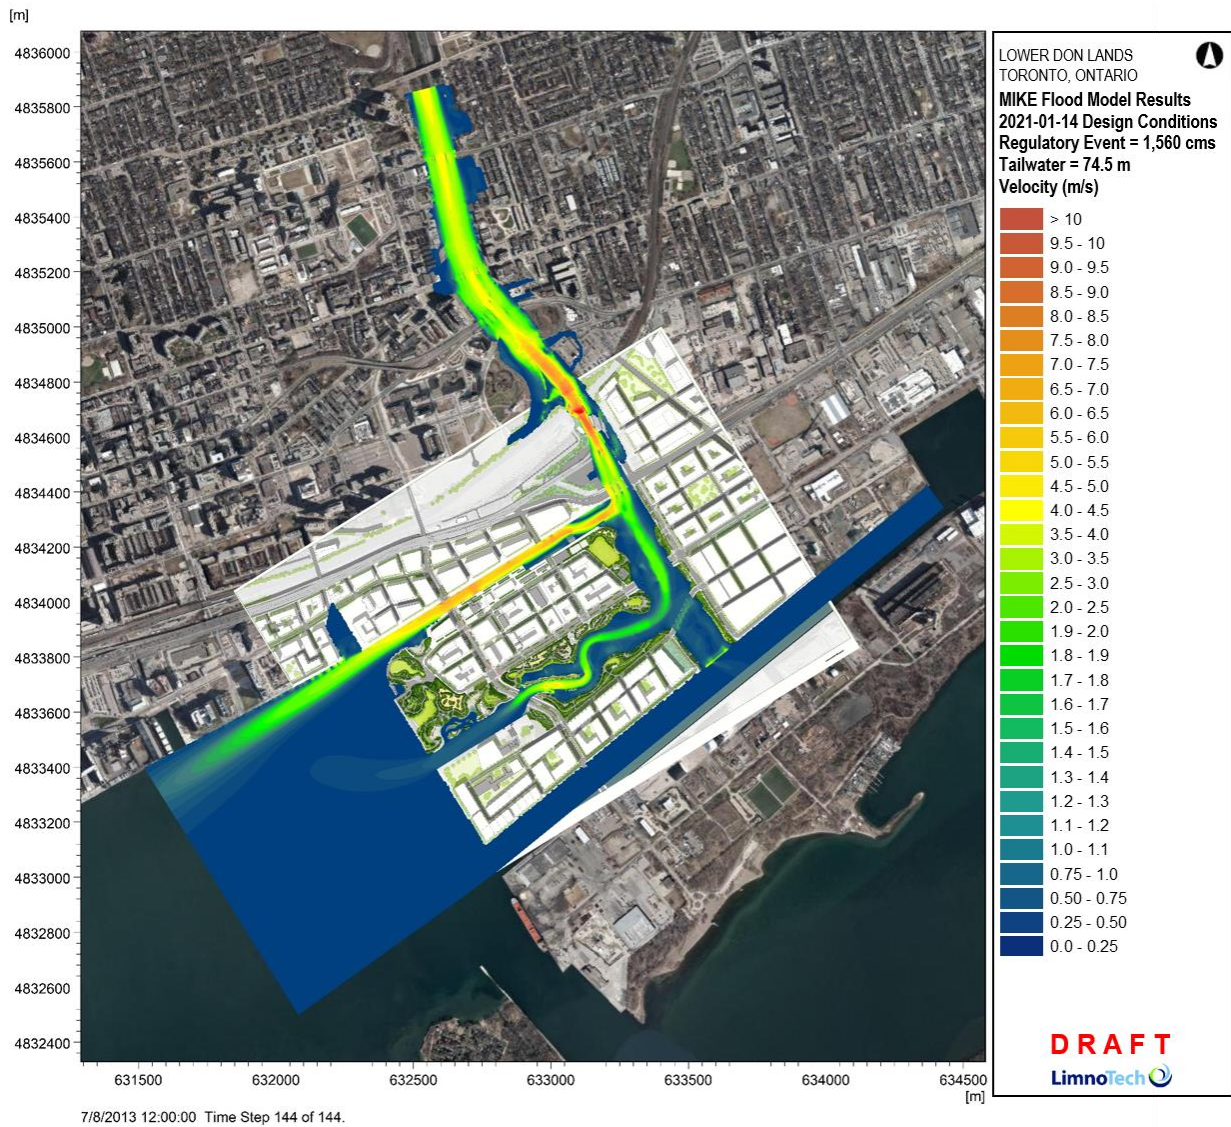 [m]
4836000
4835800
4835600
4835400
4835200
4835000
4834800
4834600
4834400
4834200
4834000
4833800
4833600
4833400
4833200
4833000
4832800
4832600
4832400
631500 632000 632500 633000 633500 634000 634500
[m]
7/8/2013 12:00:00 Time Step 144 of 144.
LOWER DON LANDS
TORONTO, ONTARIO
MIKE Flood Model Results
2021-01-14 Design Conditions
Regulatory Event = 1,560 cms
Tailwater = 74.5 m
Velocity (m/s)
> 10
9.5 - 10
9.0 - 9.5
8.5 - 9.0
8.0 - 8.5
7.5 - 8.0
7.0 - 7.5
6.5 - 7.0
6.0 - 6.5
5.5 - 6.0
5.0 - 5.5
4.5 - 5.0
4.0 - 4.5
3.5 - 4.0
3.0 - 3.5
2.5 - 3.0
2.0 - 2.5
1.9 - 2.0
1.8 - 1.9
1.7 - 1.8
1.6 - 1.7
1.5 - 1.6
1.4 - 1.5
1.3 - 1.4
1.2 - 1.3
1.1 - 1.2
1.0 - 1.1
0.75 - 1.0
0.50 - 0.75
0.25 - 0.50
0.0 - 0.25
DRAFT
LimnoTech